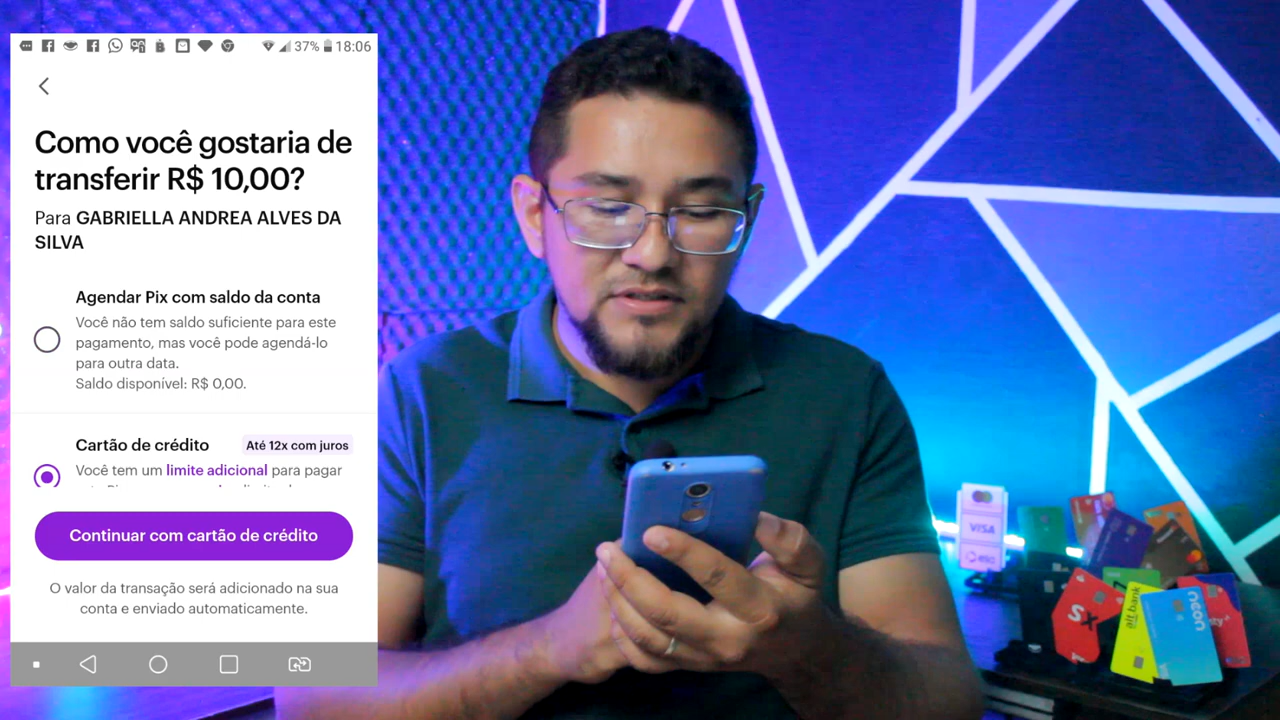 37% 18:06
Como você gostaria de
transferir R$ 10,00?
Para GABRIELLA ANDREA ALVES DA
SILVA
Agendar Pix com saldo da conta
Você não tem saldo suficiente para este
pagamento, mas você pode agendá-lo
para outra data.
Saldo disponível: R$ 0,00.
Cartão de crédito
Até 12x com juros
Você tem um limite adicional para pagar
Continuar com cartão de crédito
O valor da transação será adicionado na sua
conta e enviado automaticamente.
VISA
elo
SX
alt.bank
neon